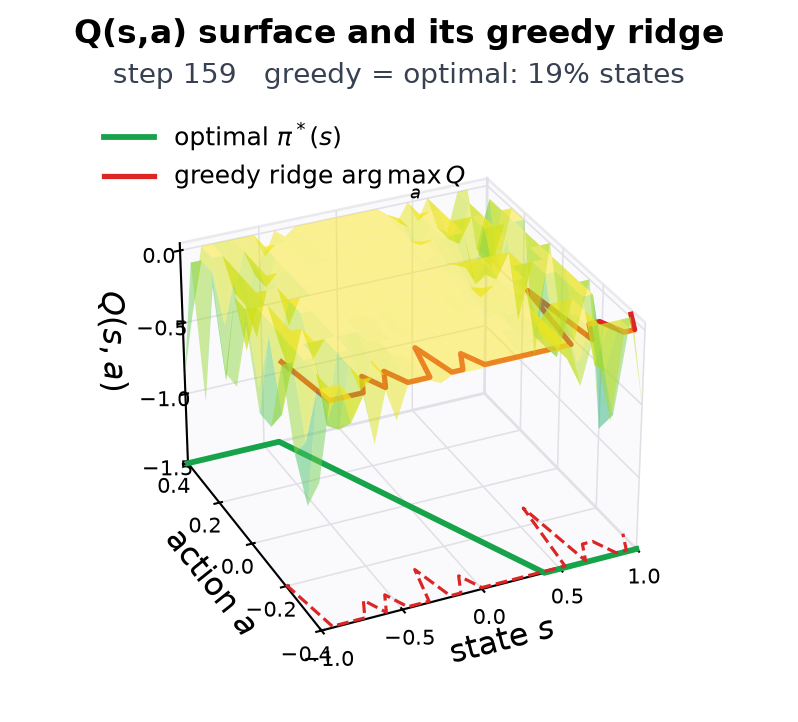 Q(s,a) surface and its greedy ridge
step 159   greedy = optimal: 19% states
optimal π*(s)
greedy ridge arg max Q
a
0.0
−0.5
−1.0
−1.5
Q(s, a)
0.4
0.2
0.0
−0.2
−0.4
action a
−1.0
−0.5
0.0
0.5
1.0
state s